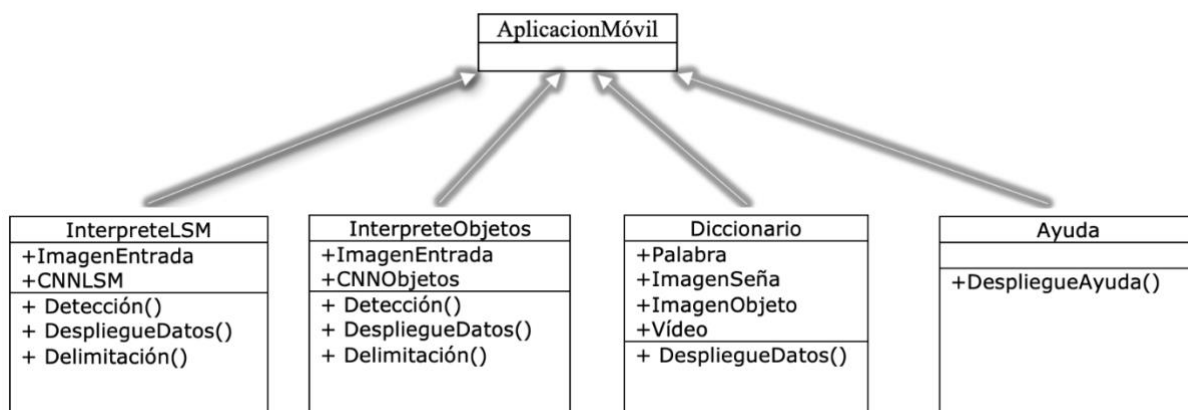 AplicacionMóvil
InterpreteLSM
+ImagenEntrada
+CNNLSM
+ Detección()
+ DespliegueDatos()
+ Delimitación()
InterpreteObjetos
+ImagenEntrada
+CNNObjetos
+ Detección()
+ DespliegueDatos()
+ Delimitación()
Diccionario
+Palabra
+ImagenSeña
+ImagenObjeto
+Vídeo
+ DespliegueDatos()
Ayuda
+DespliegueAyuda()